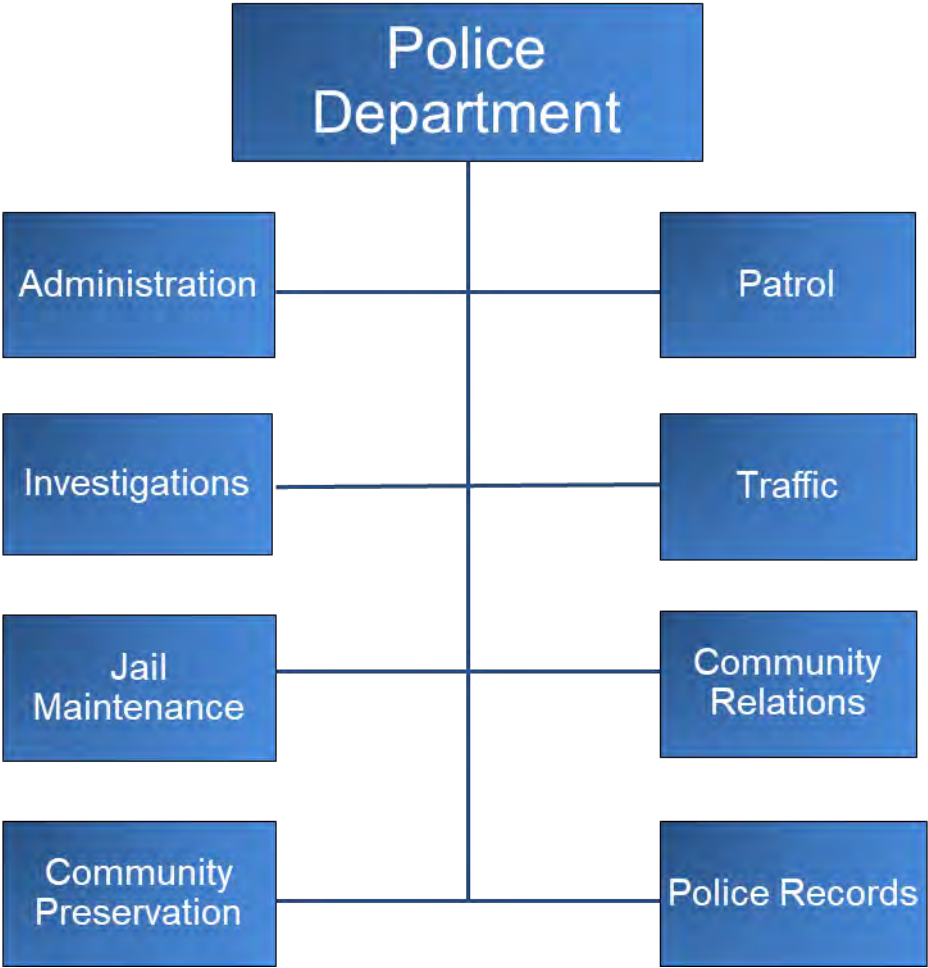 Police
Department
Administration
Patrol
Investigations
Traffic
Jail
Maintenance
Community
Relations
Community
Preservation
Police Records